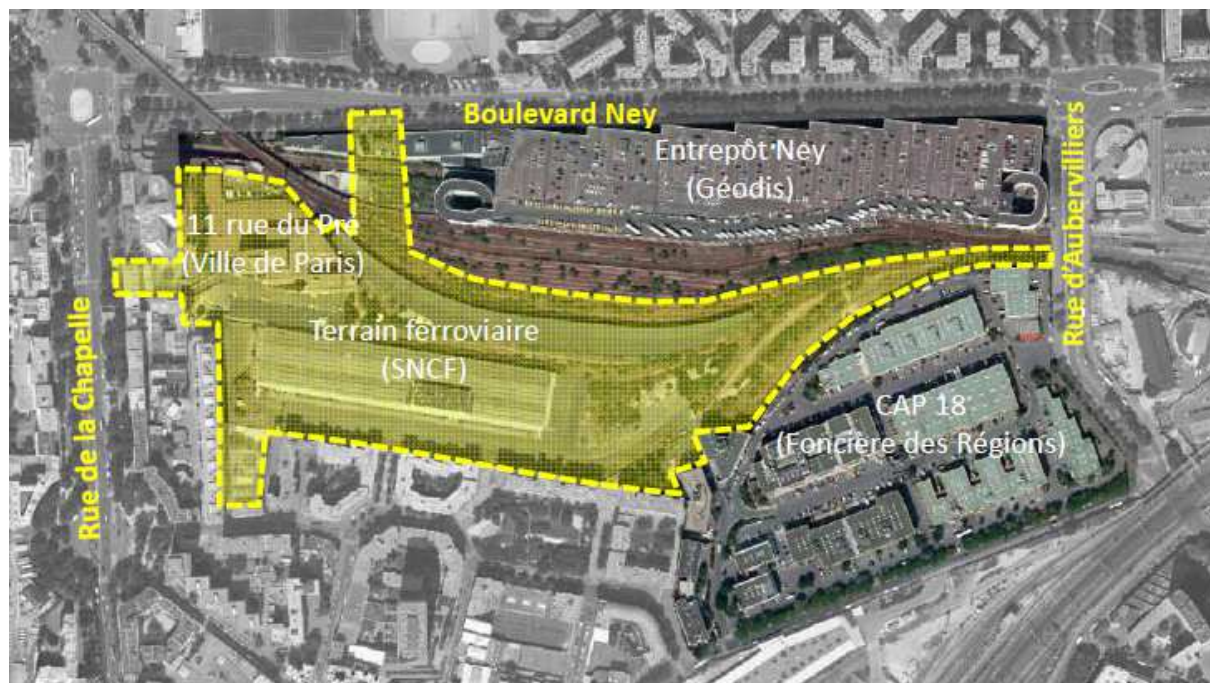 Boulevard Ney
Entrepôt Ney
(Géodis)
11 rue du Pré
(Ville de Paris)
Terrain ferroviaire
(SNCF)
CAP 18
(Foncière des Régions)
Rue de la Chapelle
Rue d'Aubervilliers